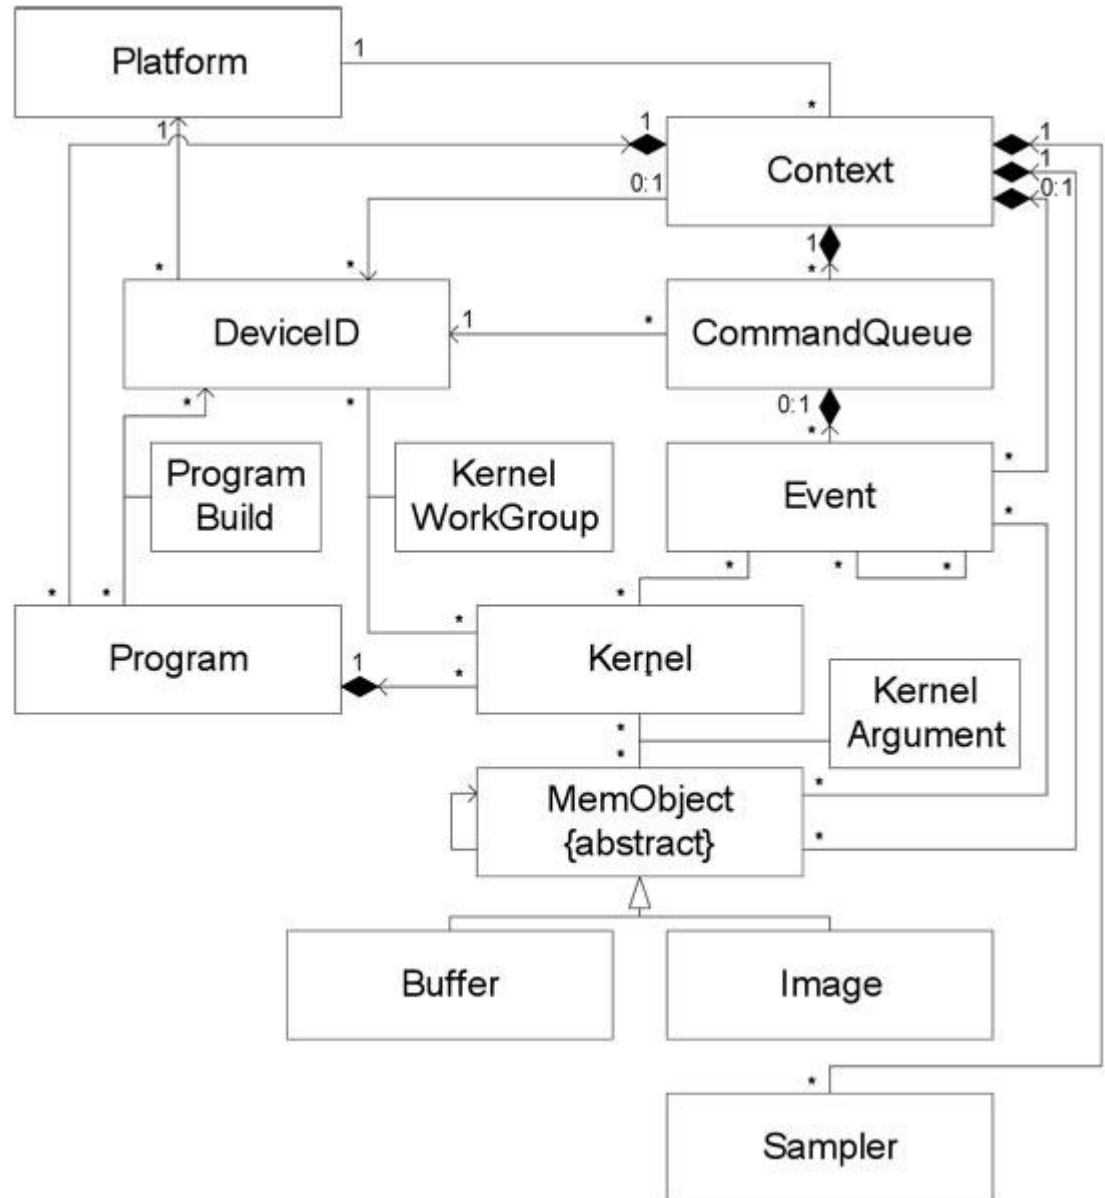 Platform
1
*
1
1
1
Context
1
0:1
0:1
1
*
*
*
DeviceID
1
*
CommandQueue
*
*
0:1
*
Program
Build
Kernel
WorkGroup
Event
*
*
*
*
*
*
*
*
Program
1
*
*
Kernel
*
Kernel
Argument
*
*
MemObject
{abstract}
*
*
Buffer
Image
*
Sampler